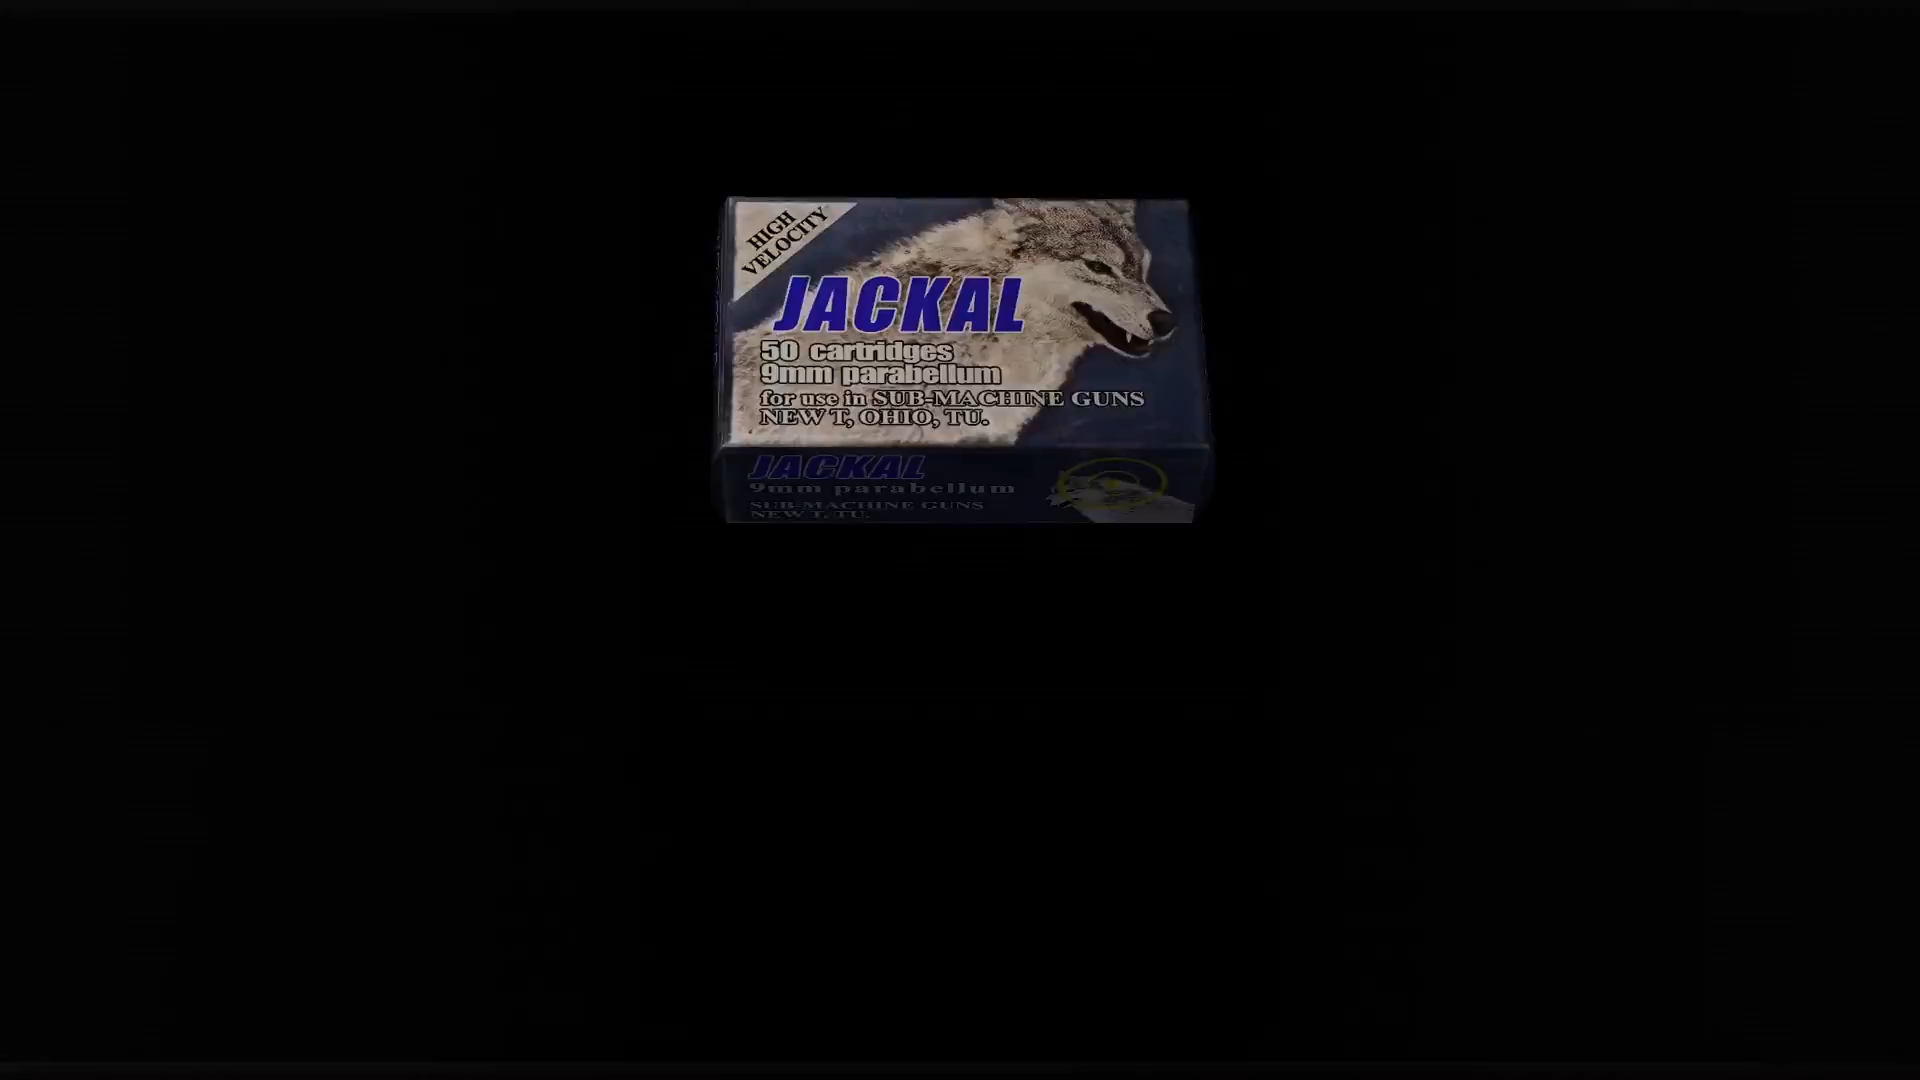 HIGH
VELOCITY
JACKAL
50 cartridges
9mm parabellum
for use in SUB-MACHINE GUNS
NEW T, OHIO, TU.
JACKAL
9mm parabellum
SUB-MACHINE GUNS
NEW T, TU.